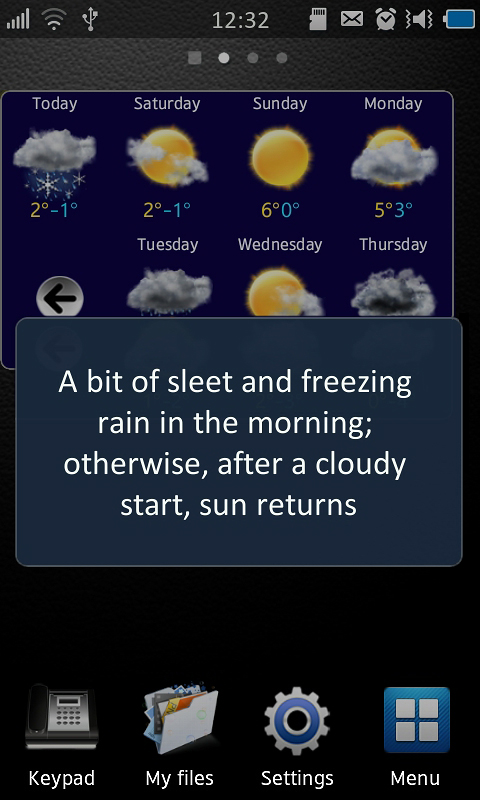 12:32
Today Saturday Sunday Monday
2°-1° 2°-1° 6°0° 5°3°
Tuesday Wednesday Thursday
A bit of sleet and freezing
rain in the morning;
otherwise, after a cloudy
start, sun returns
Keypad My files Settings Menu